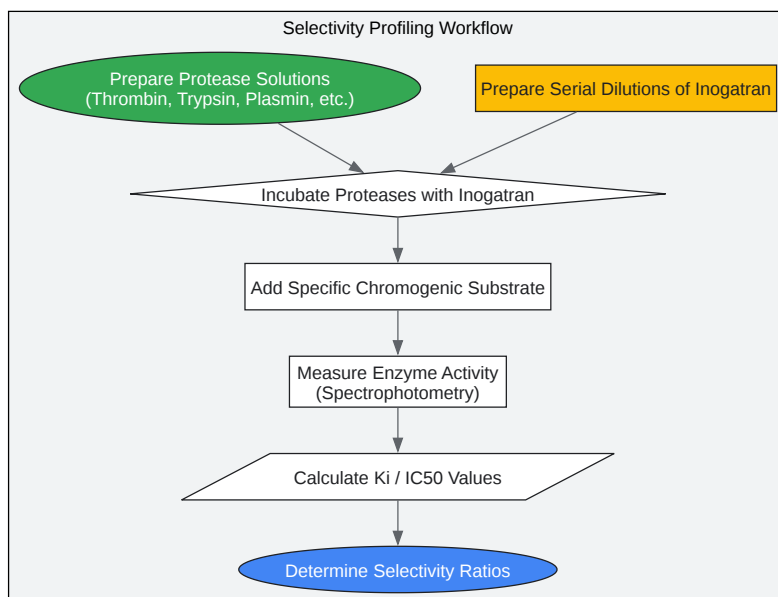 Selectivity Profiling Workflow
Prepare Protease Solutions
(Thrombin, Trypsin, Plasmin, etc.)
Prepare Serial Dilutions of Inogatran
Incubate Proteases with Inogatran
Add Specific Chromogenic Substrate
Measure Enzyme Activity
(Spectrophotometry)
Calculate Ki / IC50 Values
Determine Selectivity Ratios